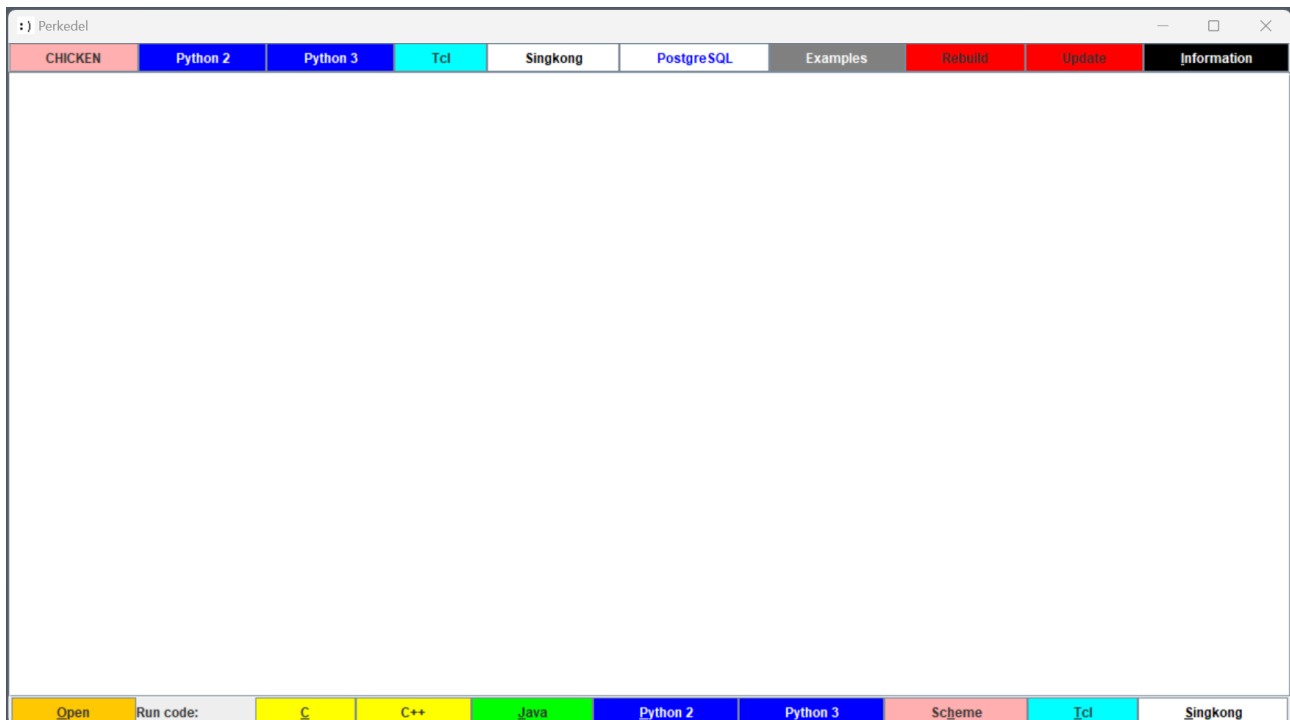 :) Perkedel
CHICKEN Python 2 Python 3 Tcl Singkong PostgreSQL Examples Rebuild Update Information
Open Run code: C C++ Java Python 2 Python 3 Scheme Tcl Singkong